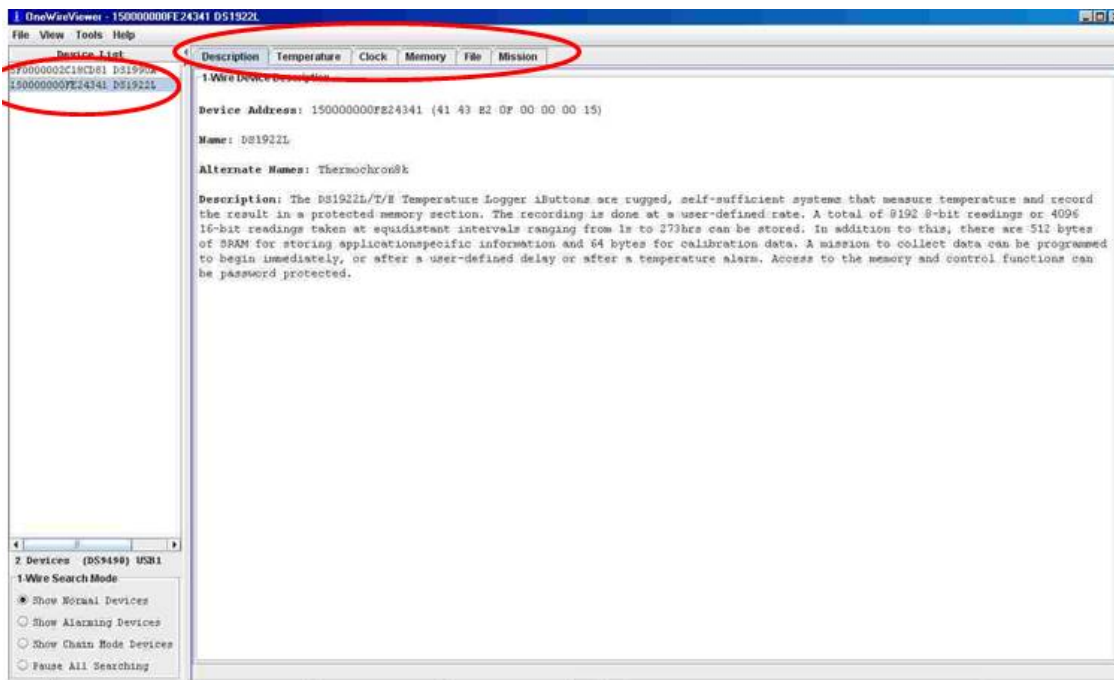 OneWireViewer - 150000000FE24341 DS1922L
File View Tools Help
Device List
DS1990A
150000000FE24341 DS1922L
Description Temperature Clock Memory File Mission
1-Wire Device Description
Device Address: 150000000FE24341 (41 43 E2 0F 00 00 00 15)
Name: DS1922L
Alternate Names: Thermochron8k
Description: The DS1922L/T/E Temperature Logger iButtons are rugged, self-sufficient systems that measure temperature and record
the result in a protected memory section. The recording is done at a user-defined rate. A total of 8192 8-bit readings or 4096
16-bit readings taken at equidistant intervals ranging from 1s to 273hrs can be stored. In addition to this, there are 512 bytes
of SRAM for storing applicationspecific information and 64 bytes for calibration data. A mission to collect data can be programmed
to begin immediately, or after a user-defined delay or after a temperature alarm. Access to the memory and control functions can
be password protected.
2 Devices (DS9490) USB1
1-Wire Search Mode
Show Normal Devices
Show Alarming Devices
Show Chain Mode Devices
Pause All Searching